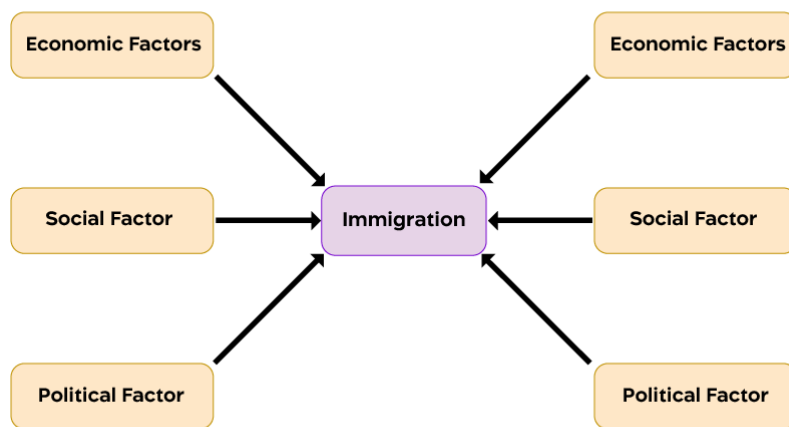 Economic Factors
Economic Factors
Social Factor
Immigration
Social Factor
Political Factor
Political Factor